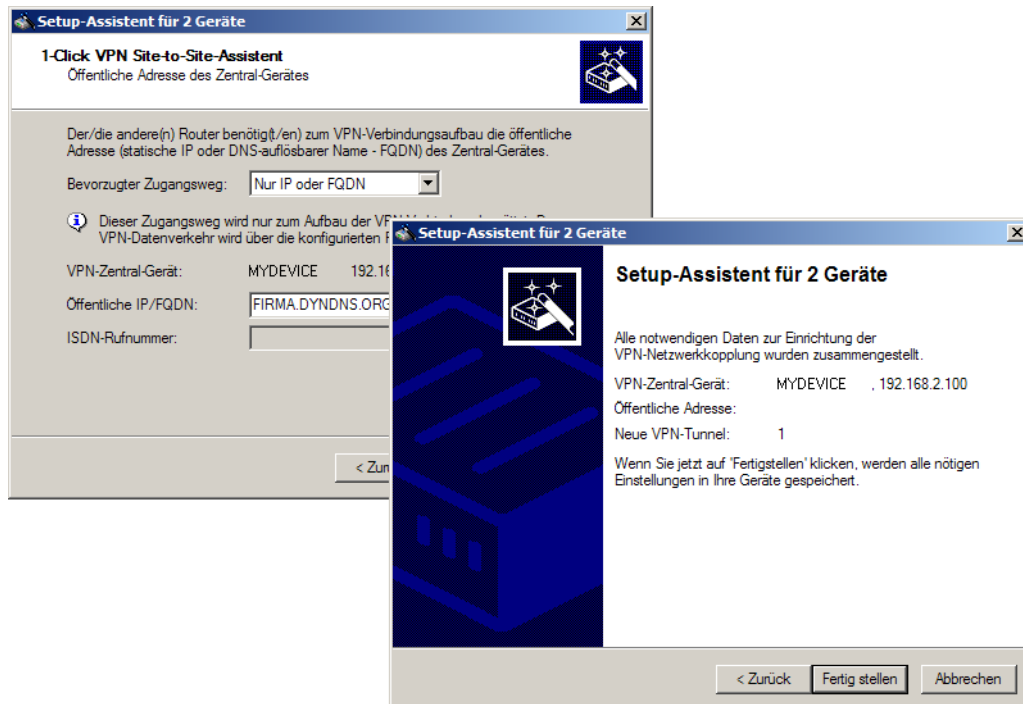 Setup-Assistent für 2 Geräte
1-Click VPN Site-to-Site-Assistent
Öffentliche Adresse des Zentral-Gerätes
Der/die andere(n) Router benötig(t/en) zum VPN-Verbindungsaufbau die öffentliche
Adresse (statische IP oder DNS-auflösbarer Name - FQDN) des Zentral-Gerätes.
Bevorzugter Zugangsweg: Nur IP oder FQDN
Dieser Zugangsweg wird nur zum Aufbau der
VPN-Datenverkehr wird über die konfigurierten
VPN-Zentral-Gerät: MYDEVICE 192.16
Öffentliche IP/FQDN: FIRMA.DYNDNS.ORG
ISDN-Rufnummer:
< Zur
Setup-Assistent für 2 Geräte
Setup-Assistent für 2 Geräte
Alle notwendigen Daten zur Einrichtung der
VPN-Netzwerkkopplung wurden zusammengestellt.
VPN-Zentral-Gerät: MYDEVICE , 192.168.2.100
Öffentliche Adresse:
Neue VPN-Tunnel: 1
Wenn Sie jetzt auf 'Fertigstellen' klicken, werden alle nötigen
Einstellungen in Ihre Geräte gespeichert.
< Zurück Fertig stellen Abbrechen